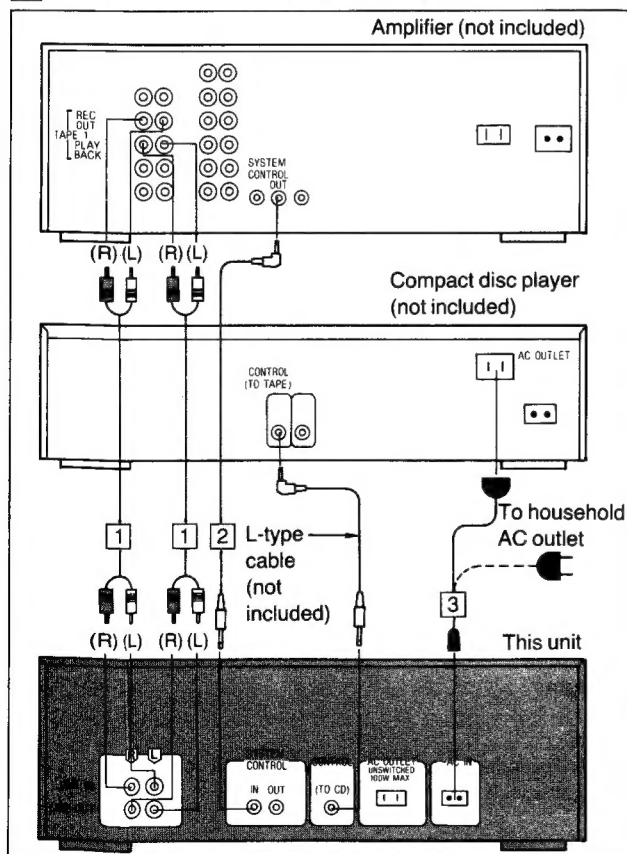 Amplifier (not included)
REC
OUT
TAPE 1
PLAY
BACK
SYSTEM
CONTROL
OUT
(R) (L) (R) (L)
Compact disc player
(not included)
CONTROL
(TO TAPE)
AC OUTLET
To household
AC outlet
1 1 2
L-type
cable
(not
included)
3
(R) (L) (R) (L)
This unit
R L
SYSTEM
CONTROL
IN OUT
CONTROL
(TO CD)
AC OUTLET
UNSWITCHED
100W MAX
AC IN